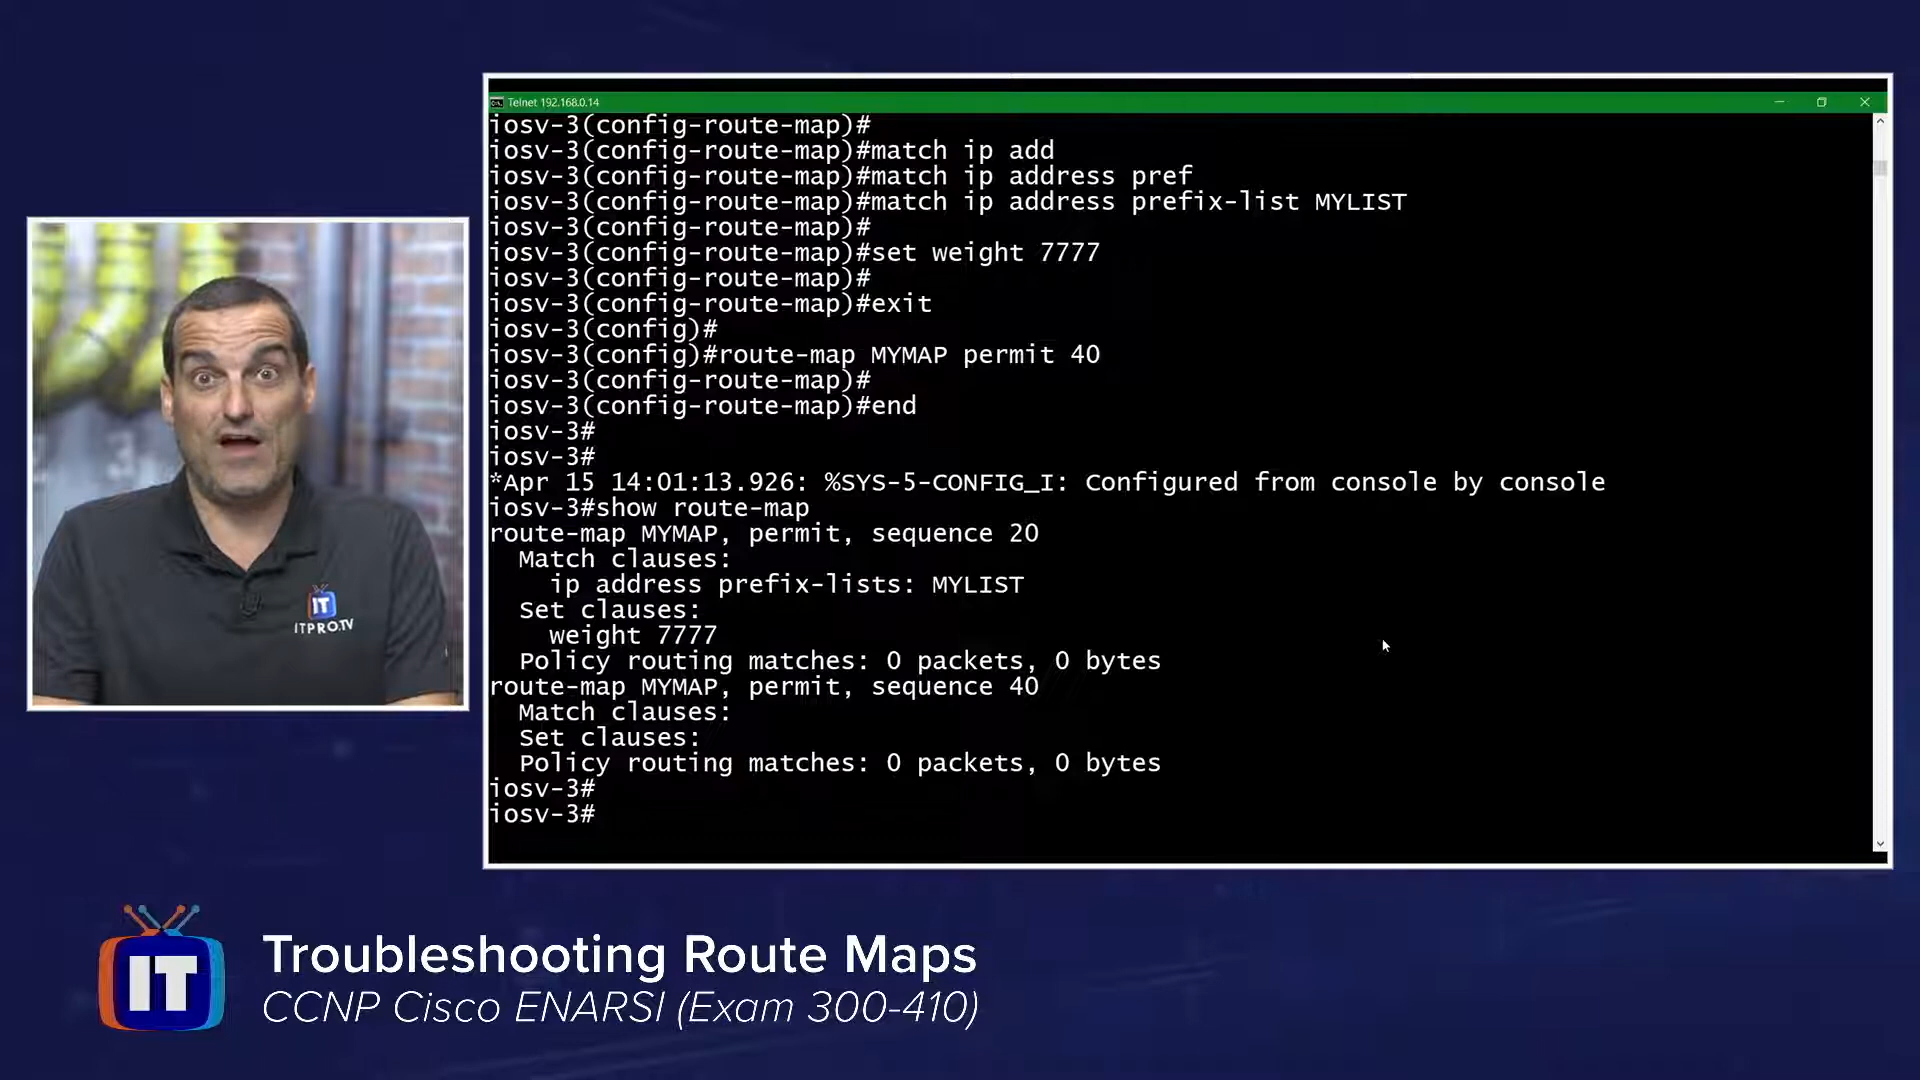 Telnet 192.168.0.14
iosv-3(config-route-map)#
iosv-3(config-route-map)#match ip add
iosv-3(config-route-map)#match ip address pref
iosv-3(config-route-map)#match ip address prefix-list MYLIST
iosv-3(config-route-map)#
iosv-3(config-route-map)#set weight 7777
iosv-3(config-route-map)#
iosv-3(config-route-map)#exit
iosv-3(config)#
iosv-3(config)#route-map MYMAP permit 40
iosv-3(config-route-map)#
iosv-3(config-route-map)#end
iosv-3#
iosv-3#
*Apr 15 14:01:13.926: %SYS-5-CONFIG_I: Configured from console by console
iosv-3#show route-map
route-map MYMAP, permit, sequence 20
  Match clauses:
    ip address prefix-lists: MYLIST
  Set clauses:
    weight 7777
  Policy routing matches: 0 packets, 0 bytes
route-map MYMAP, permit, sequence 40
  Match clauses:
  Set clauses:
  Policy routing matches: 0 packets, 0 bytes
iosv-3#
iosv-3#
IT
ITPRO.TV
IT
Troubleshooting Route Maps
CCNP Cisco ENARSI (Exam 300-410)